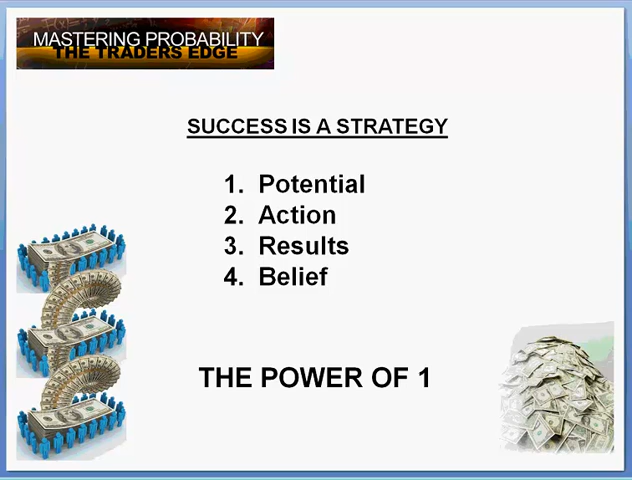 MASTERING PROBABILITY
THE TRADERS EDGE
SUCCESS IS A STRATEGY
1. Potential
2. Action
3. Results
4. Belief
THE POWER OF 1